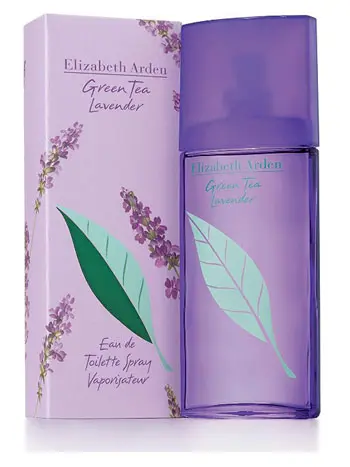 Elizabeth Arden
Green Tea
Lavender
Eau de
Toilette Spray
Vaporisateur
Elizabeth Arden
Green Tea
Lavender